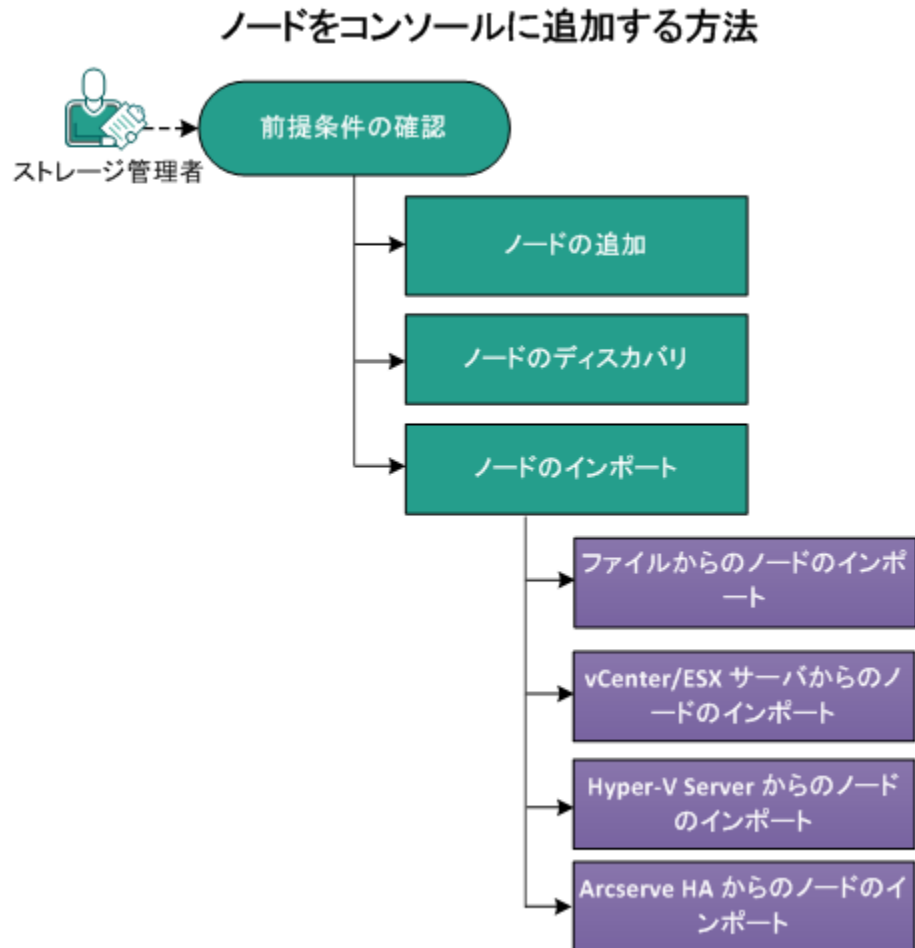 ノードをコンソールに追加する方法
前提条件の確認
ストレージ管理者
ノードの追加
ノードのディスカバリ
ノードのインポート
ファイルからのノードのインポ
ート
vCenter/ESX サーバからのノ
ードのインポート
Hyper-V Server からのノード
のインポート
Arcserve HA からのノードのイ
ンポート